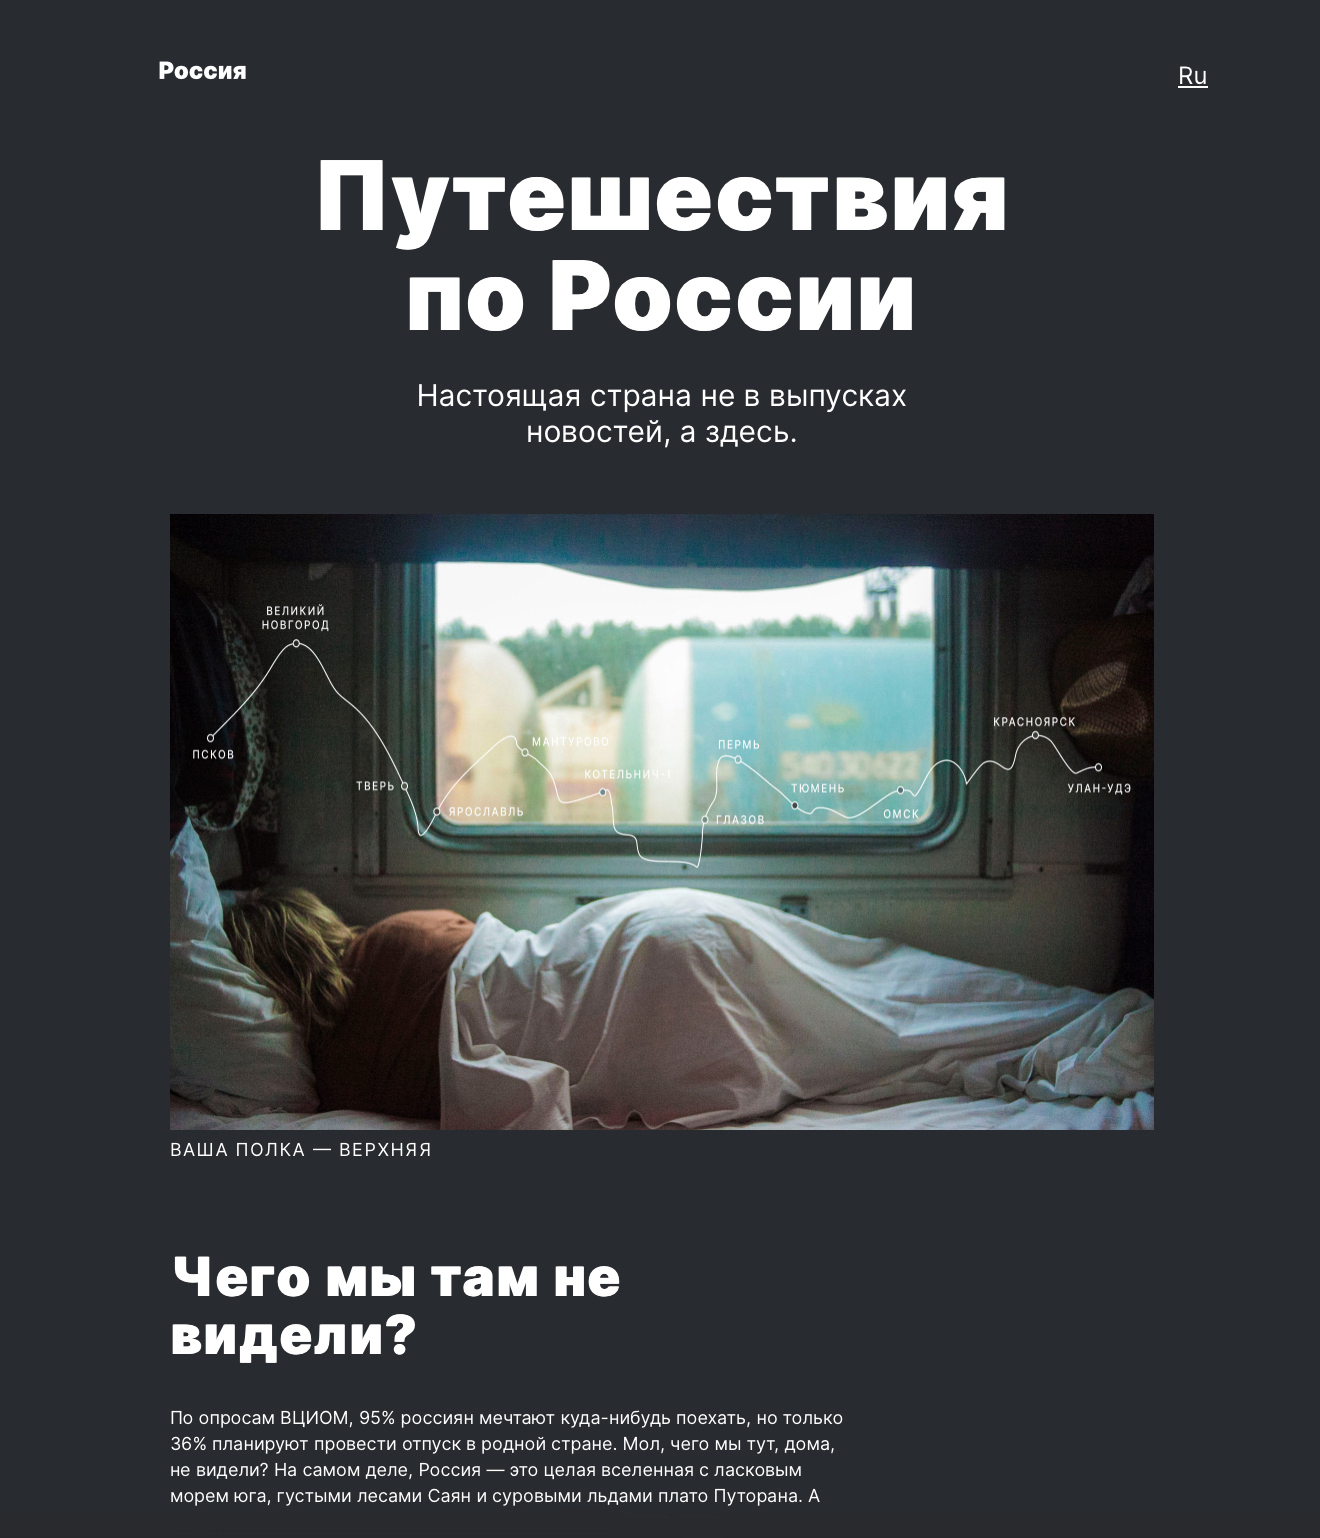 Россия
Ru
Путешествия
по России
Настоящая страна не в выпусках
новостей, а здесь.
ВЕЛИКИЙ
НОВГОРОД
ПСКОВ
ТВЕРЬ
ЯРОСЛАВЛЬ
МАНТУРОВО
КОТЕЛЬНИЧ-1
ПЕРМЬ
ГЛАЗОВ
ТЮМЕНЬ
ОМСК
КРАСНОЯРСК
УЛАН-УДЭ
54030622
ВАША ПОЛКА — ВЕРХНЯЯ
Чего мы там не
видели?
По опросам ВЦИОМ, 95% россиян мечтают куда-нибудь поехать, но только
36% планируют провести отпуск в родной стране. Мол, чего мы тут, дома,
не видели? На самом деле, Россия — это целая вселенная с ласковым
морем юга, густыми лесами Саян и суровыми льдами плато Путорана. А